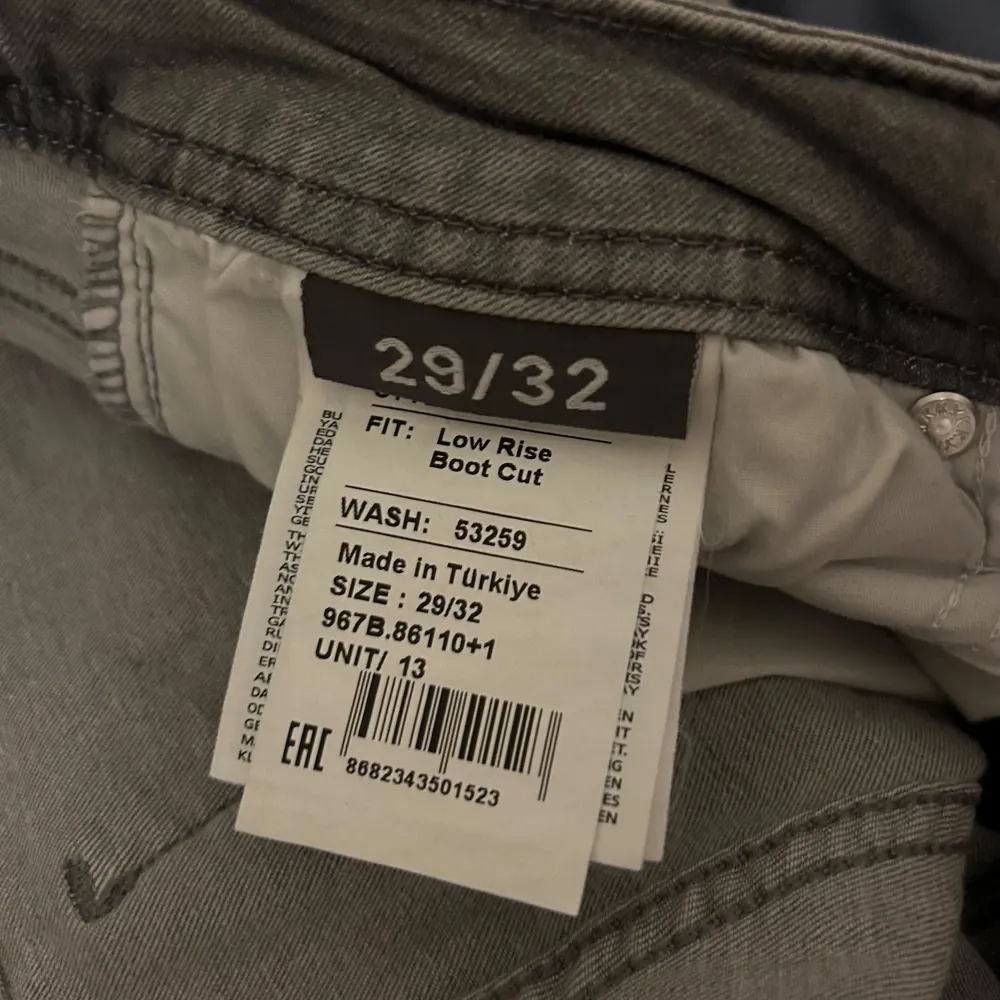 29/32
FIT: Low Rise
Boot Cut
WASH: 53259
Made in Türkiye
SIZE : 29/32
967B.86110+1
UNIT/ 13
EAC
8682343501523